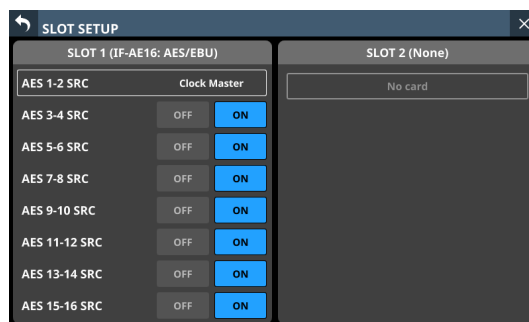 SLOT SETUP
SLOT 1 (IF-AE16: AES/EBU)
AES 1-2 SRC Clock Master
AES 3-4 SRC OFF ON
AES 5-6 SRC OFF ON
AES 7-8 SRC OFF ON
AES 9-10 SRC OFF ON
AES 11-12 SRC OFF ON
AES 13-14 SRC OFF ON
AES 15-16 SRC OFF ON
SLOT 2 (None)
No card